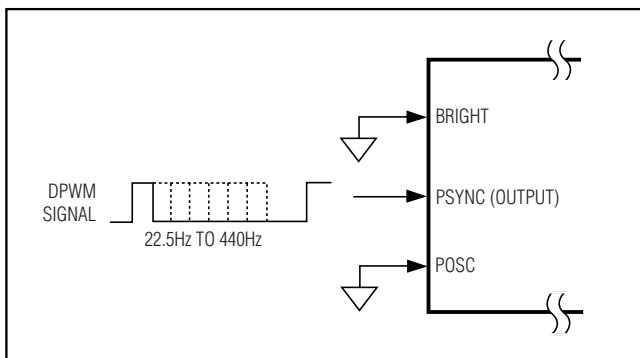 BRIGHT
DPWM
SIGNAL
PSYNC (OUTPUT)
22.5Hz TO 440Hz
POSC